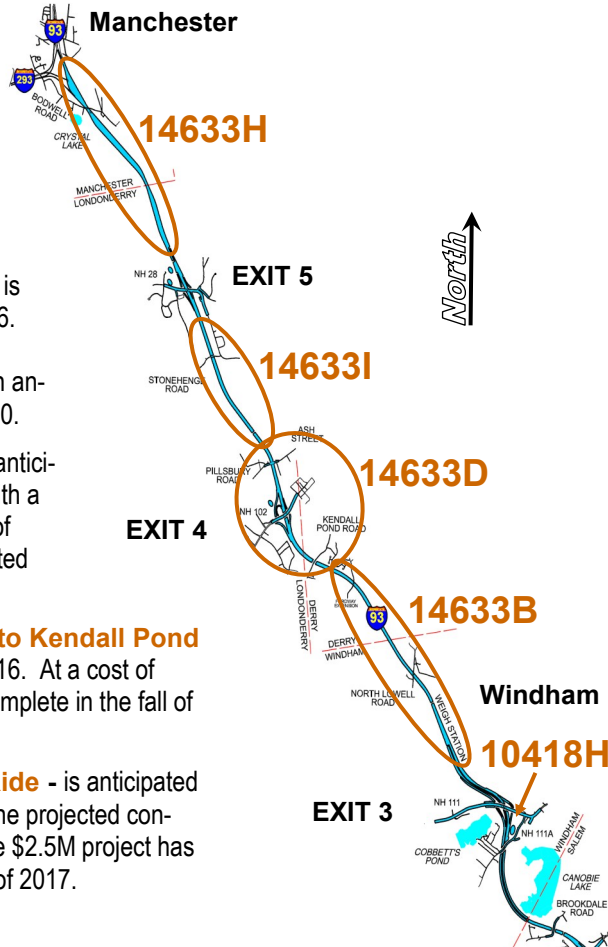 93
Manchester
293
BODWELL
ROAD
CRYSTAL
LAKE
14633H
MANCHESTER
LONDONDERRY
North
is
6.
NH 28
EXIT 5
n an-
0.
14633I
STONEHENGE
ROAD
ASH
STREET
antici-
th a
of
ted
PILLSBURY
ROAD
14633D
NH 102
KENDALL
POND ROAD
EXIT 4
DERRY
LONDONDERRY
EXTENSION
14633B
93
DERRY
WINDHAM
to Kendall Pond
16. At a cost of
mplete in the fall of
NORTH LOWELL
ROAD
WEIGH STATION
Windham
10418H
ide - is anticipated
he projected con-
e $2.5M project has
of 2017.
EXIT 3
NH 111
NH 111A
COBBETT'S
POND
WINDHAM
SALEM
CANOBIE
LAKE
BROOKDALE
ROAD